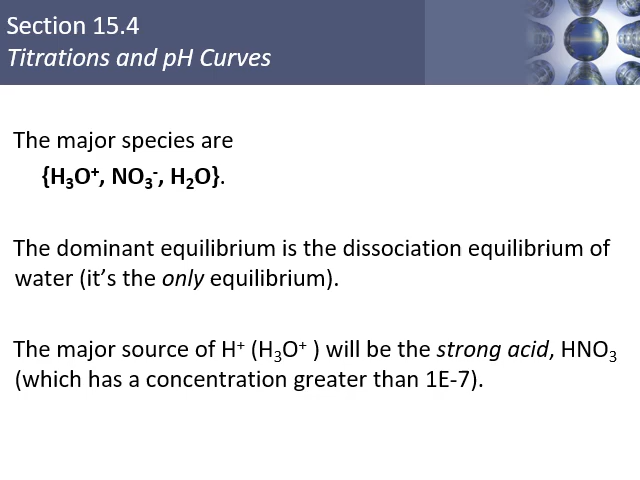 Section 15.4
Titrations and pH Curves
The major species are
{H₃O⁺, NO₃⁻, H₂O}.
The dominant equilibrium is the dissociation equilibrium of
water (it’s the only equilibrium).
The major source of H⁺ (H₃O⁺ ) will be the strong acid, HNO₃
(which has a concentration greater than 1E-7).